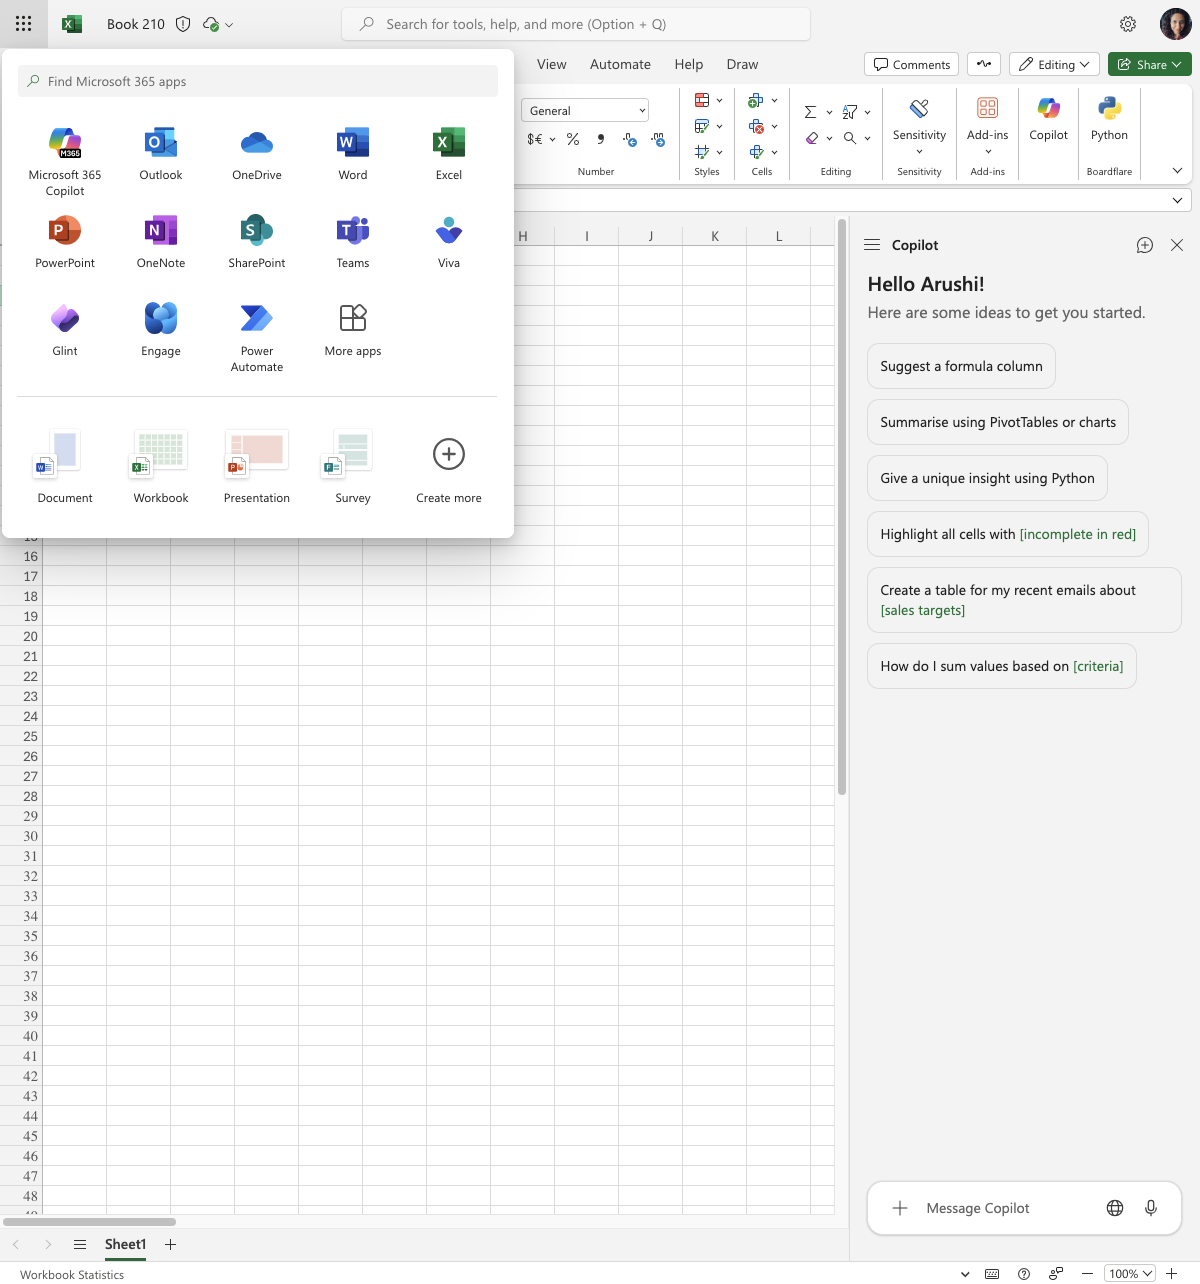 Book 210
Search for tools, help, and more (Option + Q)
View
Automate
Help
Draw
Comments
Editing
Share
Find Microsoft 365 apps
M365
Microsoft 365
Copilot
Outlook
OneDrive
Word
Excel
PowerPoint
OneNote
SharePoint
Teams
Viva
Glint
Engage
Power
Automate
More apps
Document
Workbook
Presentation
Survey
Create more
General
$€
%
Number
Styles
Cells
Editing
Sensitivity
Sensitivity
Add-ins
Add-ins
Copilot
Python
Boardflare
H I J K L
15
16
17
18
19
20
21
22
23
24
25
26
27
28
29
30
31
32
33
34
35
36
37
38
39
40
41
42
43
44
45
46
47
48
49
Copilot
Hello Arushi!
Here are some ideas to get you started.
Suggest a formula column
Summarise using PivotTables or charts
Give a unique insight using Python
Highlight all cells with [incomplete in red]
Create a table for my recent emails about
[sales targets]
How do I sum values based on [criteria]
Message Copilot
Sheet1
Workbook Statistics
100%